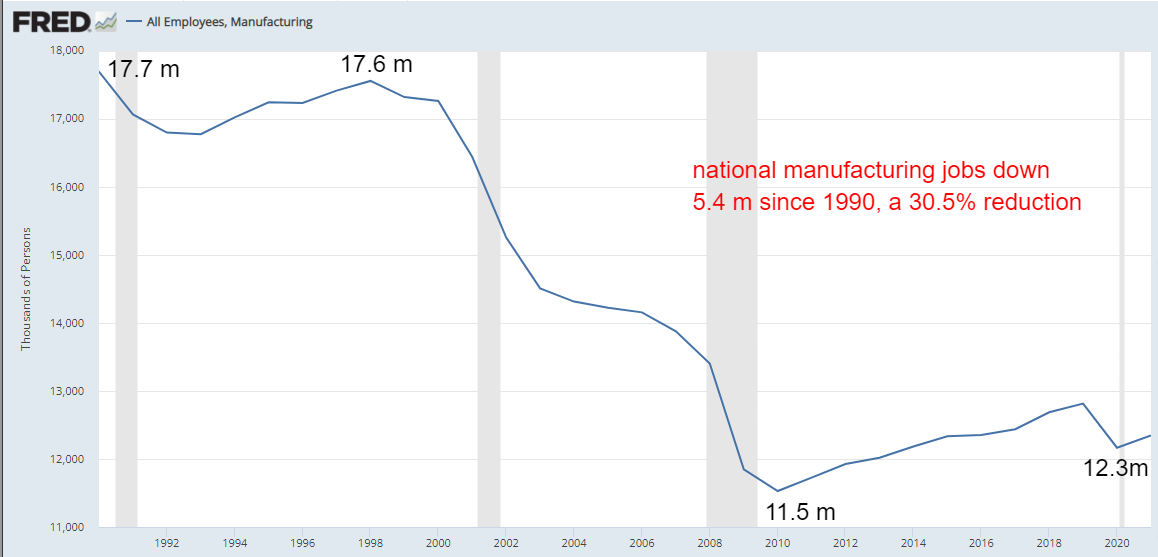 FRED
All Employees, Manufacturing
18,000
17,000
16,000
15,000
14,000
13,000
12,000
11,000
Thousands of Persons
17.7 m
17.6 m
national manufacturing jobs down
5.4 m since 1990, a 30.5% reduction
12.3m
11.5 m
1992 1994 1996 1998 2000 2002 2004 2006 2008 2010 2012 2014 2016 2018 2020